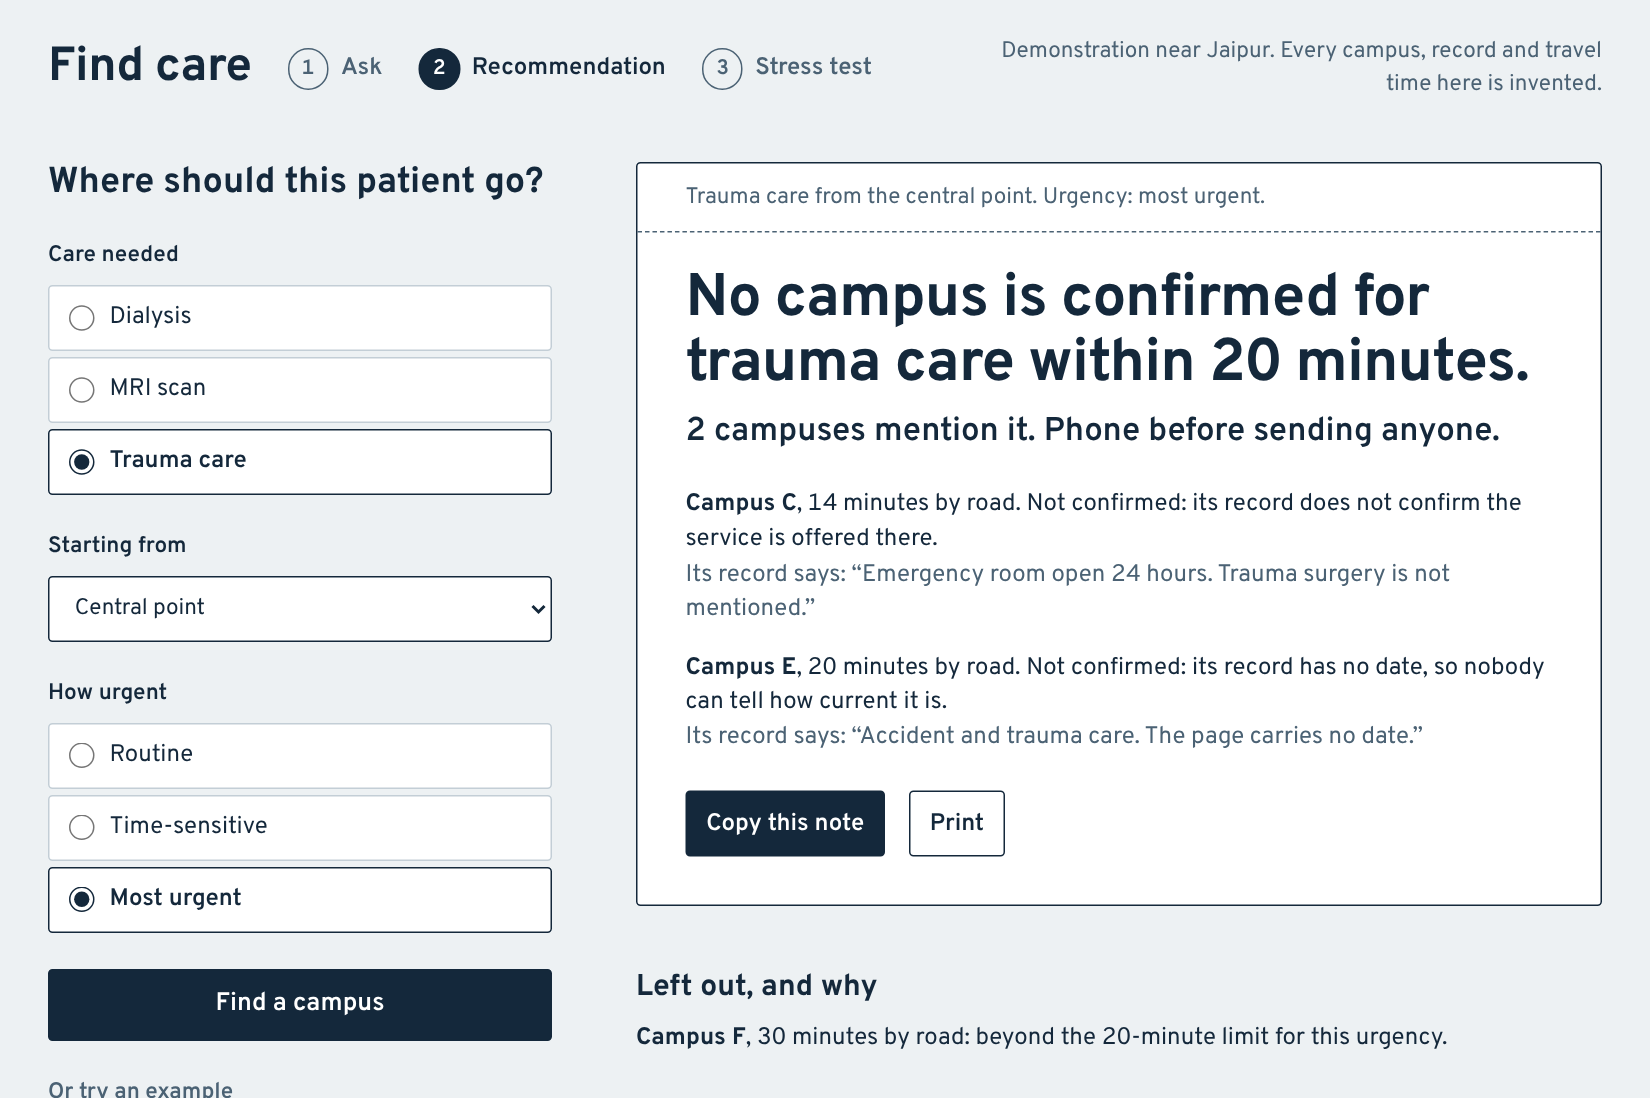 Find care
1 Ask
2 Recommendation
3 Stress test
Demonstration near Jaipur. Every campus, record and travel
time here is invented.
Where should this patient go?
Care needed
Dialysis
MRI scan
Trauma care
Starting from
Central point
How urgent
Routine
Time-sensitive
Most urgent
Find a campus
Or try an example
Trauma care from the central point. Urgency: most urgent.
No campus is confirmed for
trauma care within 20 minutes.
2 campuses mention it. Phone before sending anyone.
Campus C, 14 minutes by road. Not confirmed: its record does not confirm the
service is offered there.
Its record says: “Emergency room open 24 hours. Trauma surgery is not
mentioned.”
Campus E, 20 minutes by road. Not confirmed: its record has no date, so nobody
can tell how current it is.
Its record says: “Accident and trauma care. The page carries no date.”
Copy this note
Print
Left out, and why
Campus F, 30 minutes by road: beyond the 20-minute limit for this urgency.